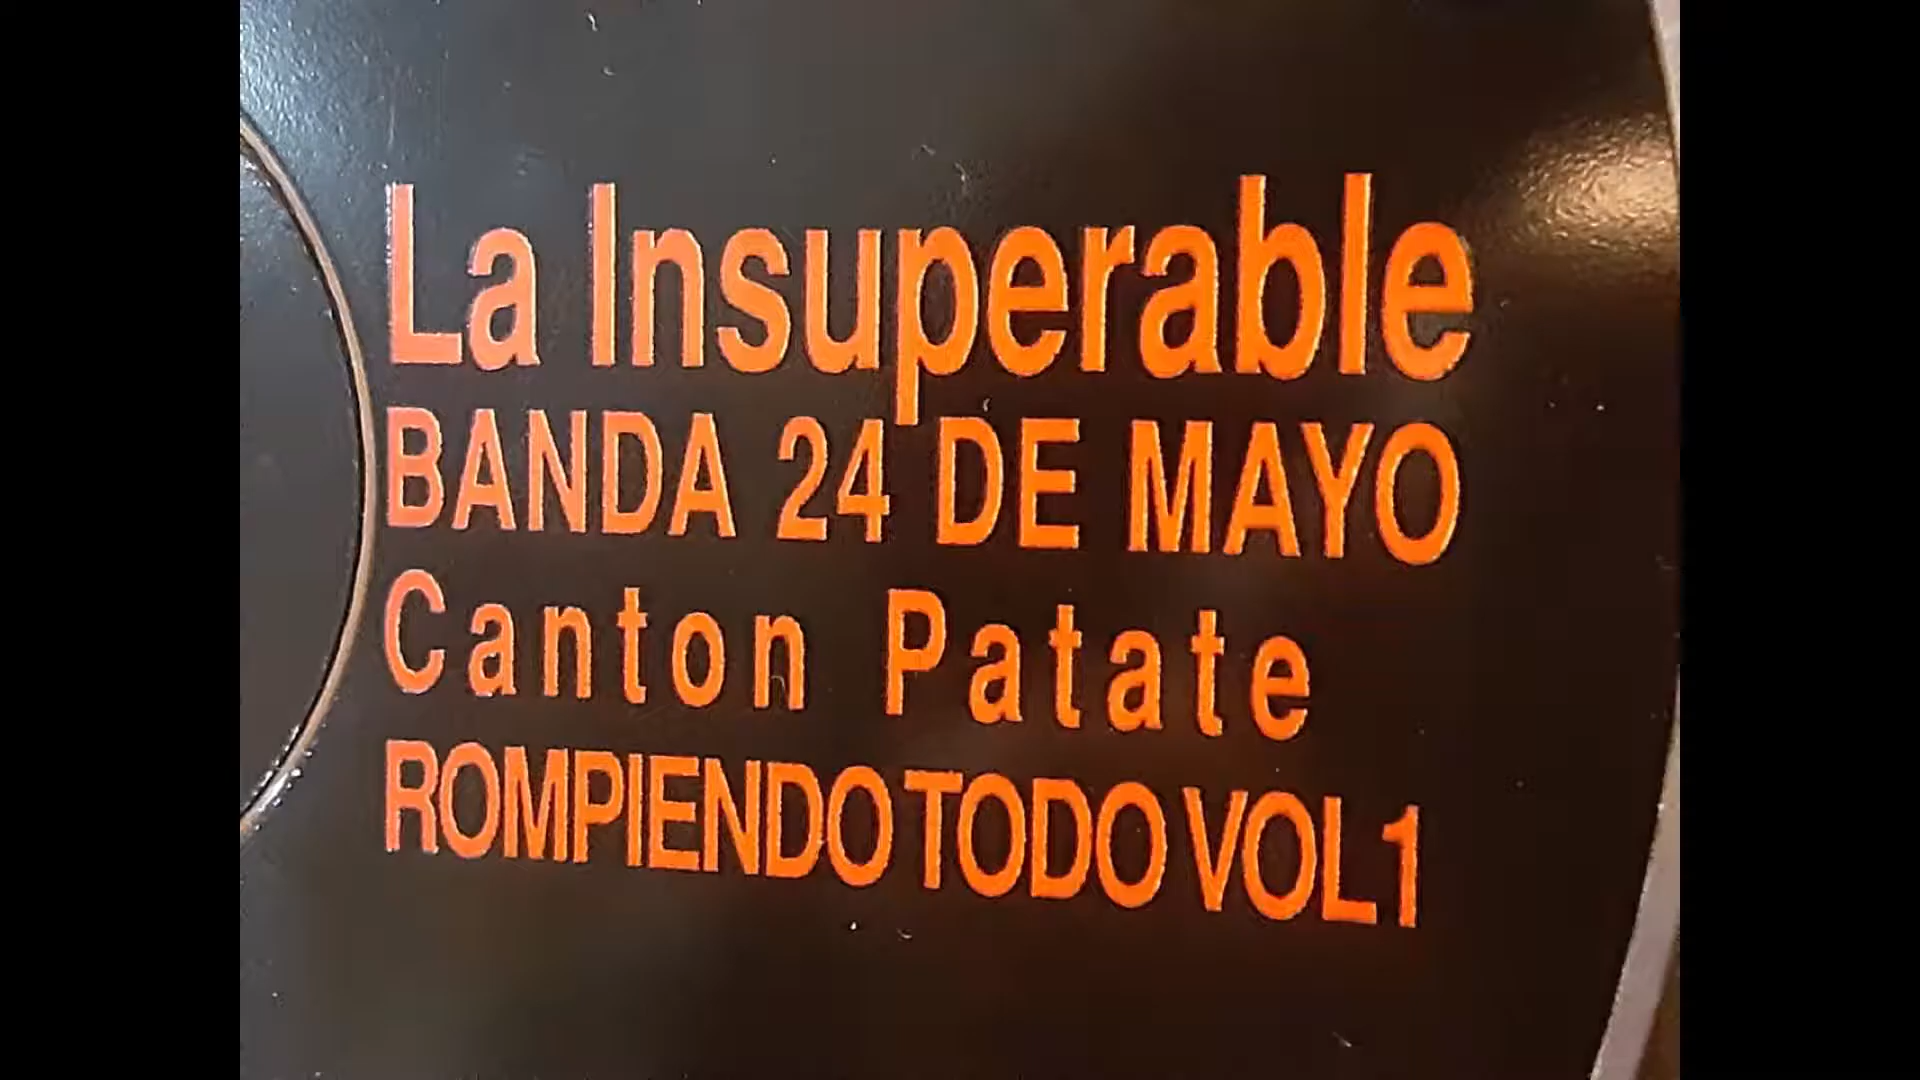 La Insuperable
BANDA 24 DE MAYO
Canton Patate
ROMPIENDO TODO VOL1